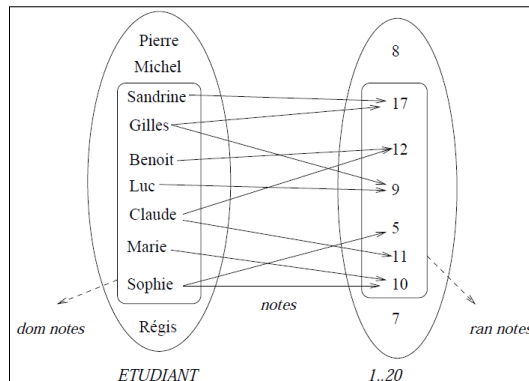 Pierre
Michel
Sandrine
Gilles
Benoit
Luc
Claude
Marie
Sophie
Régis
8
17
12
9
5
11
10
7
notes
dom notes
ran notes
ETUDIANT
1..20